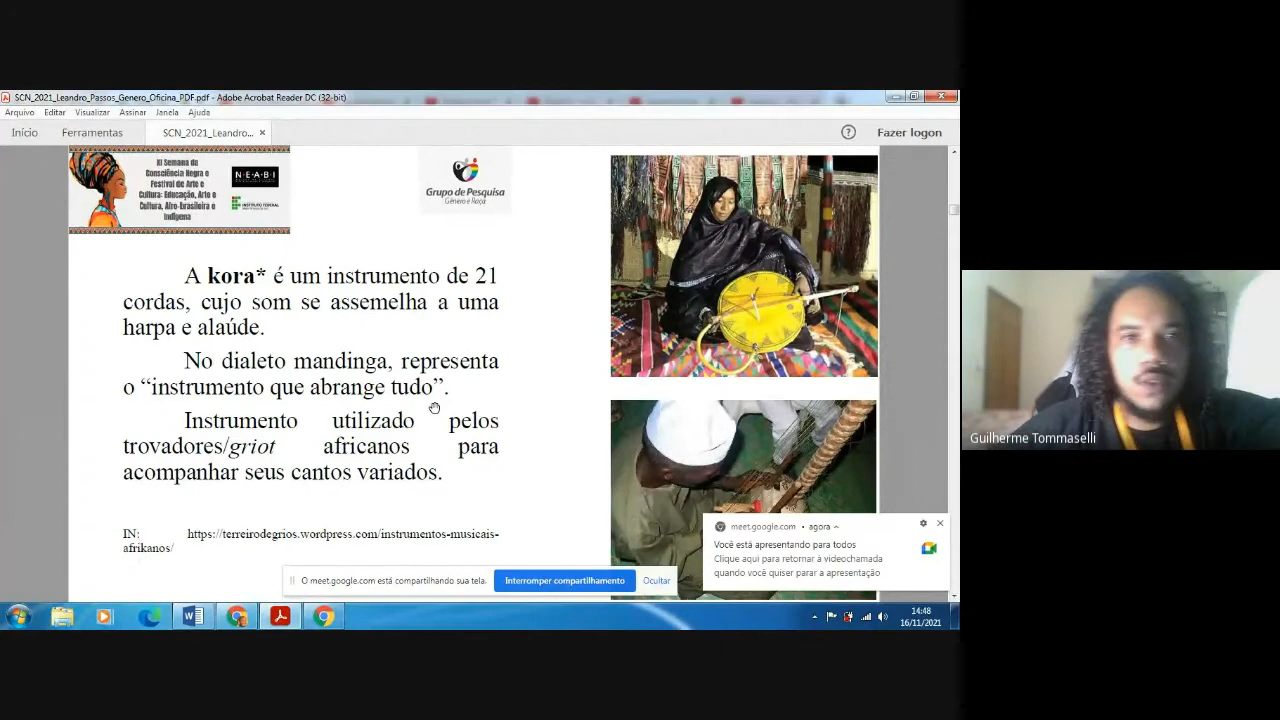 SCN_2021_Leandro_Passos_Genero_Oficina_PDF.pdf - Adobe Acrobat Reader DC (32-bit)
Arquivo Editar Visualizar Assinar Janela Ajuda
Início Ferramentas SCN_2021_Leandro... × ? Fazer logon
XI Semana da
Consciência Negra e
Festival de Arte e
Cultura: Educação, Arte e
Cultura, Afro-brasileira e
Indígena
N.E.A.B.I
INSTITUTO FEDERAL
Grupo de Pesquisa
Gênero e Raça
A kora* é um instrumento de 21
cordas, cujo som se assemelha a uma
harpa e alaúde.
No dialeto mandinga, representa
o “instrumento que abrange tudo”.
Instrumento utilizado pelos
trovadores/griot africanos para
acompanhar seus cantos variados.
IN: https://terreirodegrios.wordpress.com/instrumentos-musicais-
afrikanos/
Guilherme Tommaselli
meet.google.com • agora
Você está apresentando para todos
Clique aqui para retornar à videochamada
quando você quiser parar a apresentação
O meet.google.com está compartilhando sua tela. Interromper compartilhamento Ocultar
14:48
16/11/2021